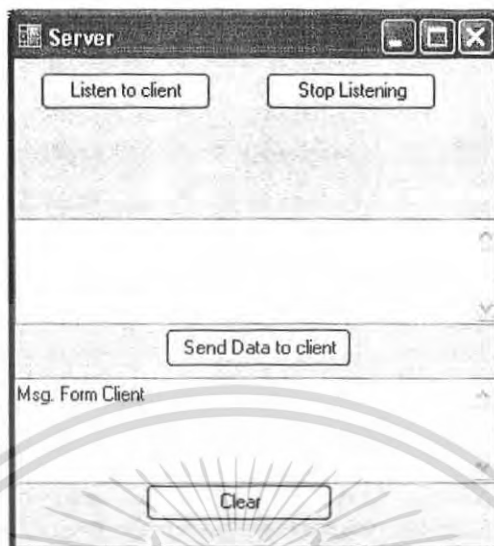 Server
Listen to client
Stop Listening
Send Data to client
Msg. Form Client
Clear